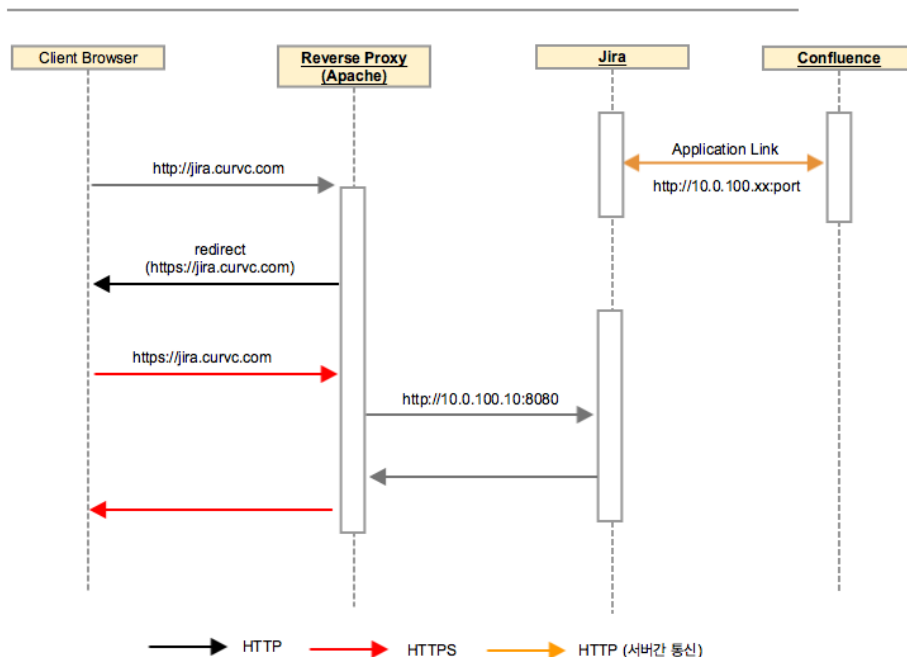 Client Browser
Reverse Proxy
(Apache)
Jira
Confluence
http://jira.curvc.com
Application Link
http://10.0.100.xx:port
redirect
(https://jira.curvc.com)
https://jira.curvc.com
http://10.0.100.10:8080
HTTP
HTTPS
HTTP (서버간 통신)